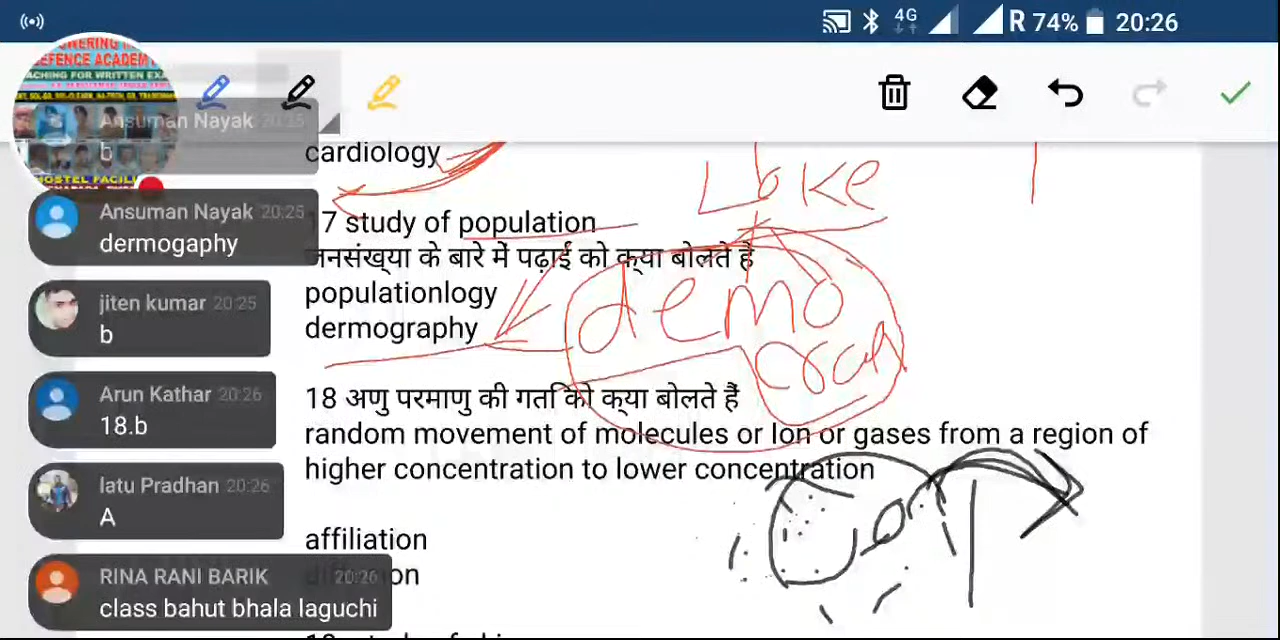 4G R 74% 20:26
DEFENCE ACADEMY
Ansuman Nayak 20:25
b
Ansuman Nayak 20:25
dermogaphy
jiten kumar 20:25
b
Arun Kathar 20:26
18.b
latu Pradhan 20:26
A
RINA RANI BARIK 20:26
class bahut bhala laguchi
cardiology
17 study of population
जनसंख्या के बारे में पढ़ाई को क्या बोलते है
populationlogy
dermography
demo
18 अणु परमाणु की गति को क्या बोलते हैं
random movement of molecules or Ion or gases from a region of
higher concentration to lower concentration
affiliation